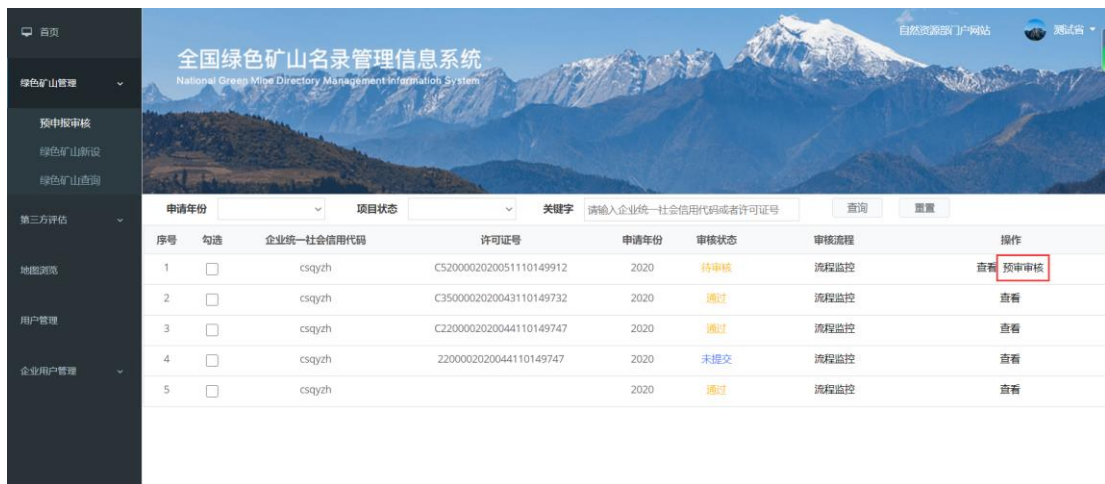 首页
自然资源部门户网站
测试省
全国绿色矿山名录管理信息系统
National Green Mine Directory Management Information System
绿色矿山管理
预申报审核
绿色矿山新设
绿色矿山查询
第三方评估
地图浏览
用户管理
企业用户管理
申请年份 项目状态 关键字 请输入企业统一社会信用代码或者许可证号 查询 重置
序号 勾选 企业统一社会信用代码 许可证号 申请年份 审核状态 审核流程 操作
1 csqyzh C5200002020051110149912 2020 待审核 流程监控 查看 预审审核
2 csqyzh C3500002020043110149732 2020 通过 流程监控 查看
3 csqyzh C2200002020044110149747 2020 通过 流程监控 查看
4 csqyzh 2200002020044110149747 2020 未提交 流程监控 查看
5 csqyzh 2020 通过 流程监控 查看